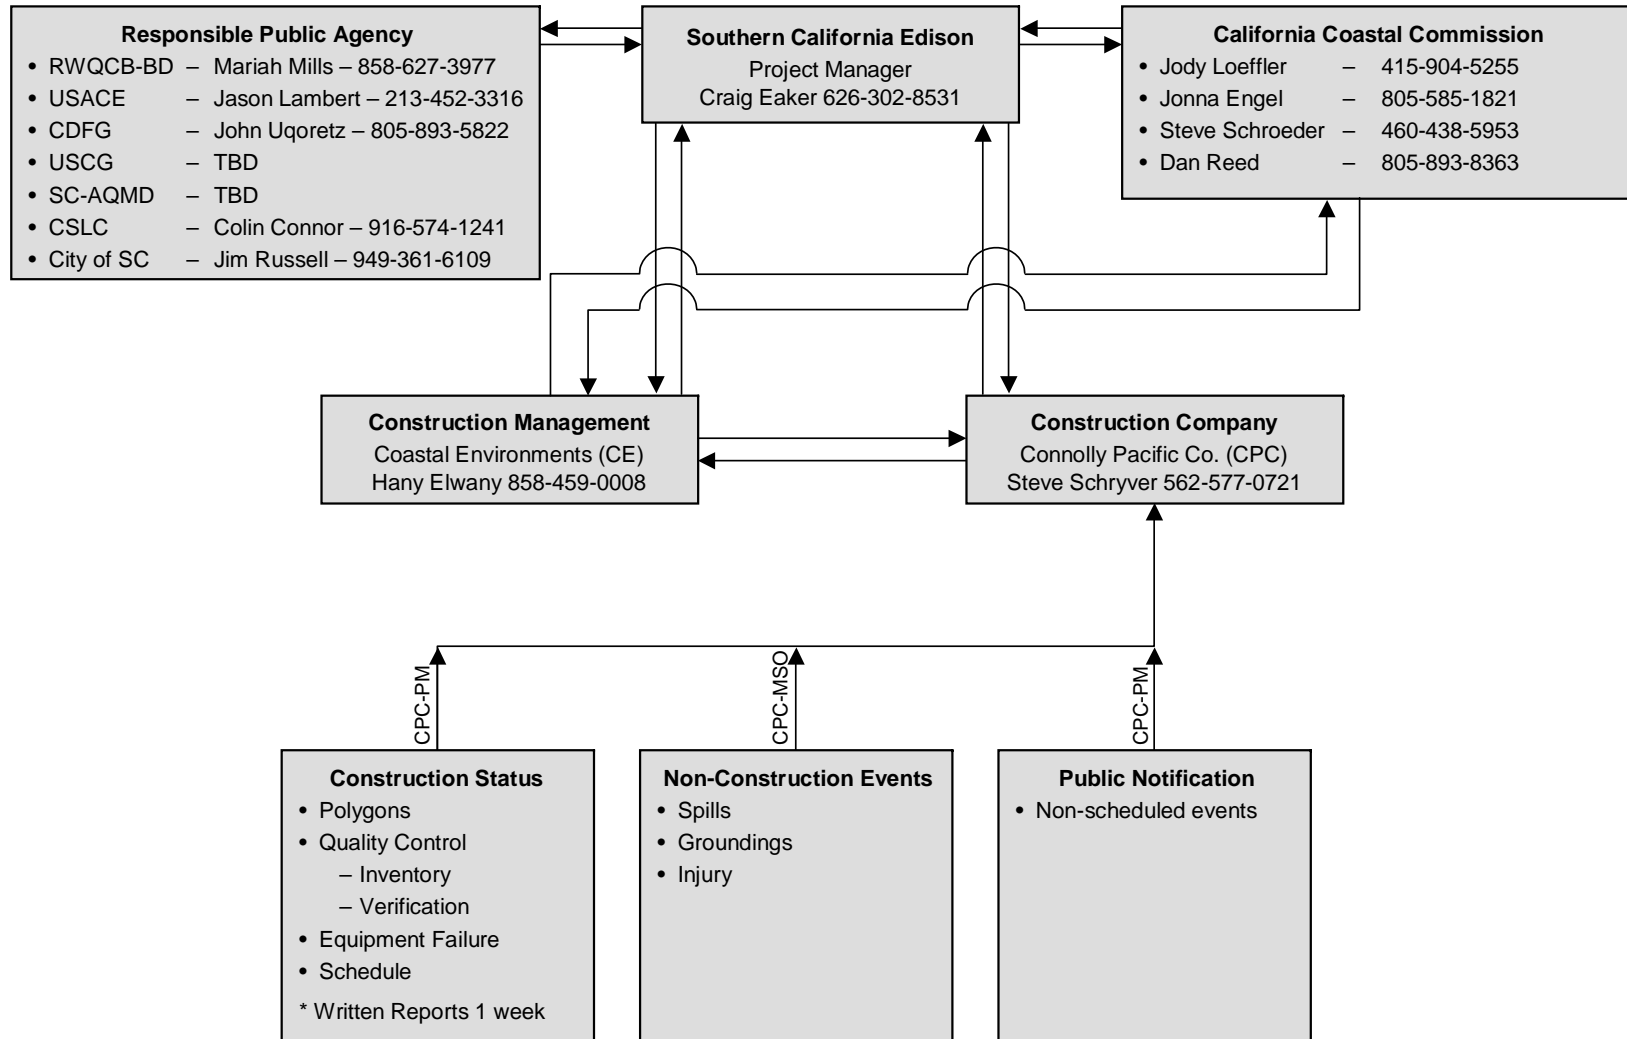 Responsible Public Agency
• RWQCB-BD – Mariah Mills – 858-627-3977
• USACE – Jason Lambert – 213-452-3316
• CDFG – John Uqoretz – 805-893-5822
• USCG – TBD
• SC-AQMD – TBD
• CSLC – Colin Connor – 916-574-1241
• City of SC – Jim Russell – 949-361-6109
Southern California Edison
Project Manager
Craig Eaker 626-302-8531
California Coastal Commission
• Jody Loeffler – 415-904-5255
• Jonna Engel – 805-585-1821
• Steve Schroeder – 460-438-5953
• Dan Reed – 805-893-8363
Construction Management
Coastal Environments (CE)
Hany Elwany 858-459-0008
Construction Company
Connolly Pacific Co. (CPC)
Steve Schryver 562-577-0721
CPC-PM
CPC-MSO
CPC-PM
Construction Status
• Polygons
• Quality Control
– Inventory
– Verification
• Equipment Failure
• Schedule
* Written Reports 1 week
Non-Construction Events
• Spills
• Groundings
• Injury
Public Notification
• Non-scheduled events